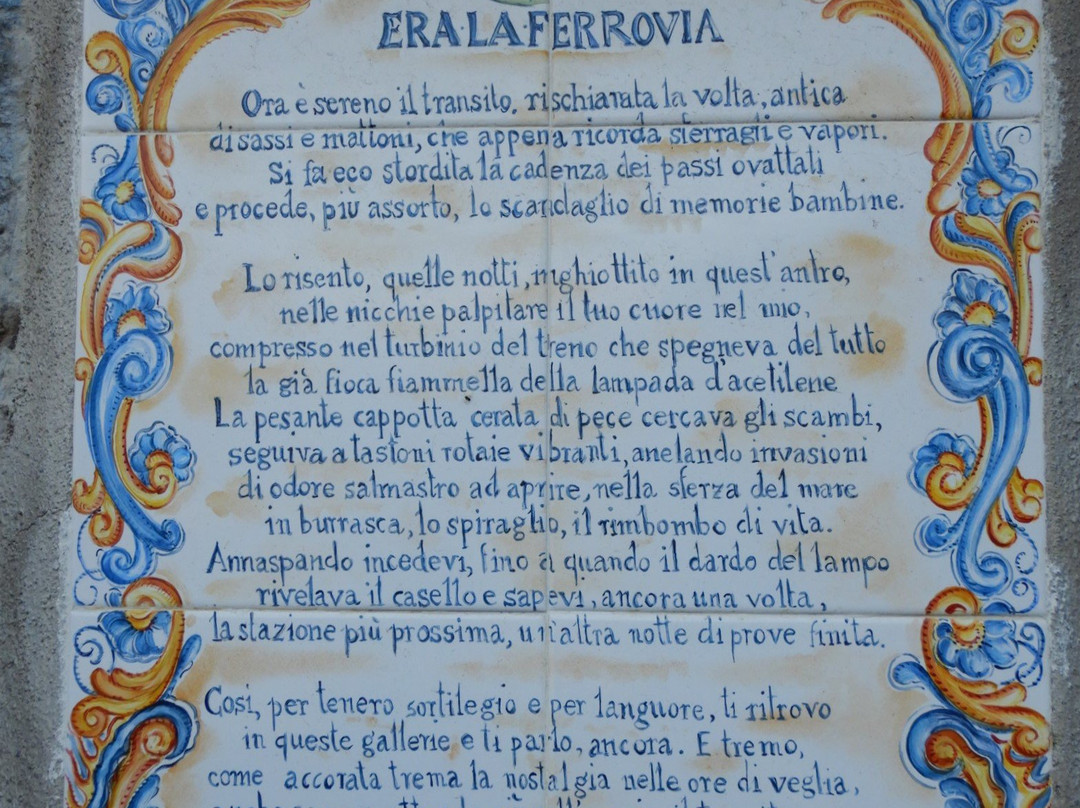 ERA LA FERROVIA
Ora è sereno il transito, rischiarata la volta, antica
di sassi e mattoni, che appena ricorda sferragli e vapori.
Si fa eco stordita la cadenza dei passi ovattati
e procede, più assorto, lo scandaglio di memorie bambine.
Lo risento, quelle notti, inghiottito in quest'antro,
nelle nicchie palpitare il tuo cuore nel mio,
compresso nel turbinio del treno che spegneva del tutto
la già fioca fiammella della lampada d'acetilene
La pesante cappotta cerata di pece cercava gli scambi,
seguiva a tastoni rotaie vibranti, anelando invasioni
di odore salmastro ad aprire, nella sferza del mare
in burrasca, lo spiraglio, il rimbombo di vita.
Annaspando incedevi, fino a quando il dardo del lampo
rivelava il casello e sapevi, ancora una volta,
la stazione più prossima, un'altra notte di prove finita.
Così, per tenero sortilegio e per languore, ti ritrovo
in queste gallerie e ti parlo, ancora. E tremo,
come accorata trema la nostalgia nelle ore di veglia,